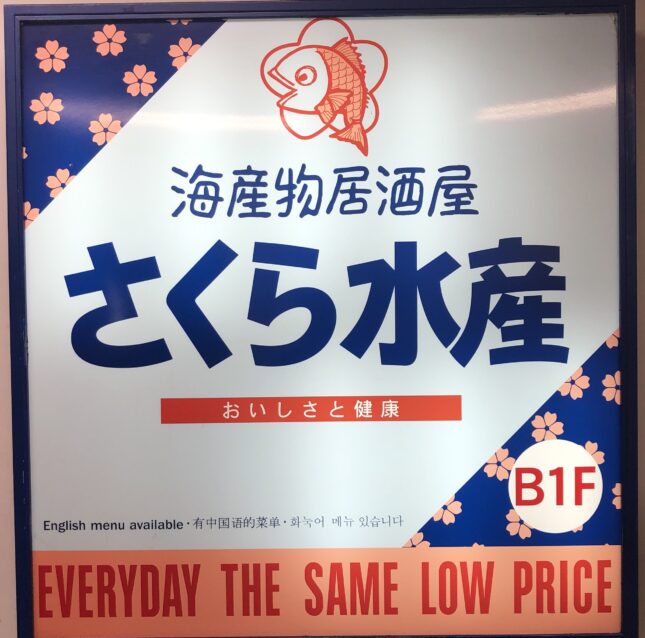 海産物居酒屋
さくら水産
おいしさと健康
B1F
English menu available・有中国语的菜单・화눅어 메뉴 있습니다
EVERYDAY THE SAME LOW PRICE